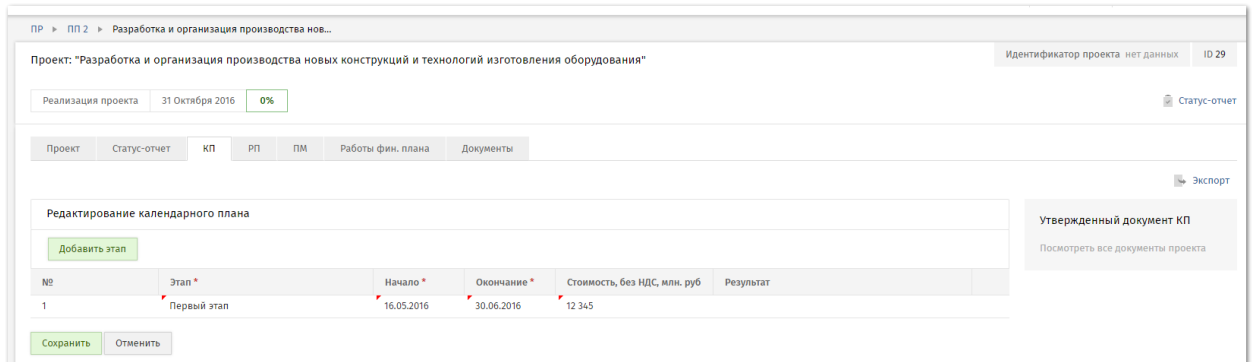 ПР ПП 2 Разработка и организация производства нов...
Проект: "Разработка и организация производства новых конструкций и технологий изготовления оборудования"
Идентификатор проекта нет данных ID 29
Реализация проекта 31 Октября 2016 0%
Статус-отчет
Проект Статус-отчет КП РП ПМ Работы фин. плана Документы
Экспорт
Редактирование календарного плана
Утвержденный документ КП
Добавить этап
Посмотреть все документы проекта
№ Этап * Начало * Окончание * Стоимость, без НДС, млн. руб Результат
1 Первый этап 16.05.2016 30.06.2016 12 345
Сохранить Отменить